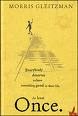 MORRIS GLEITZMAN
Everybody
deserves
to have
something good
in their life.
At least
Once.